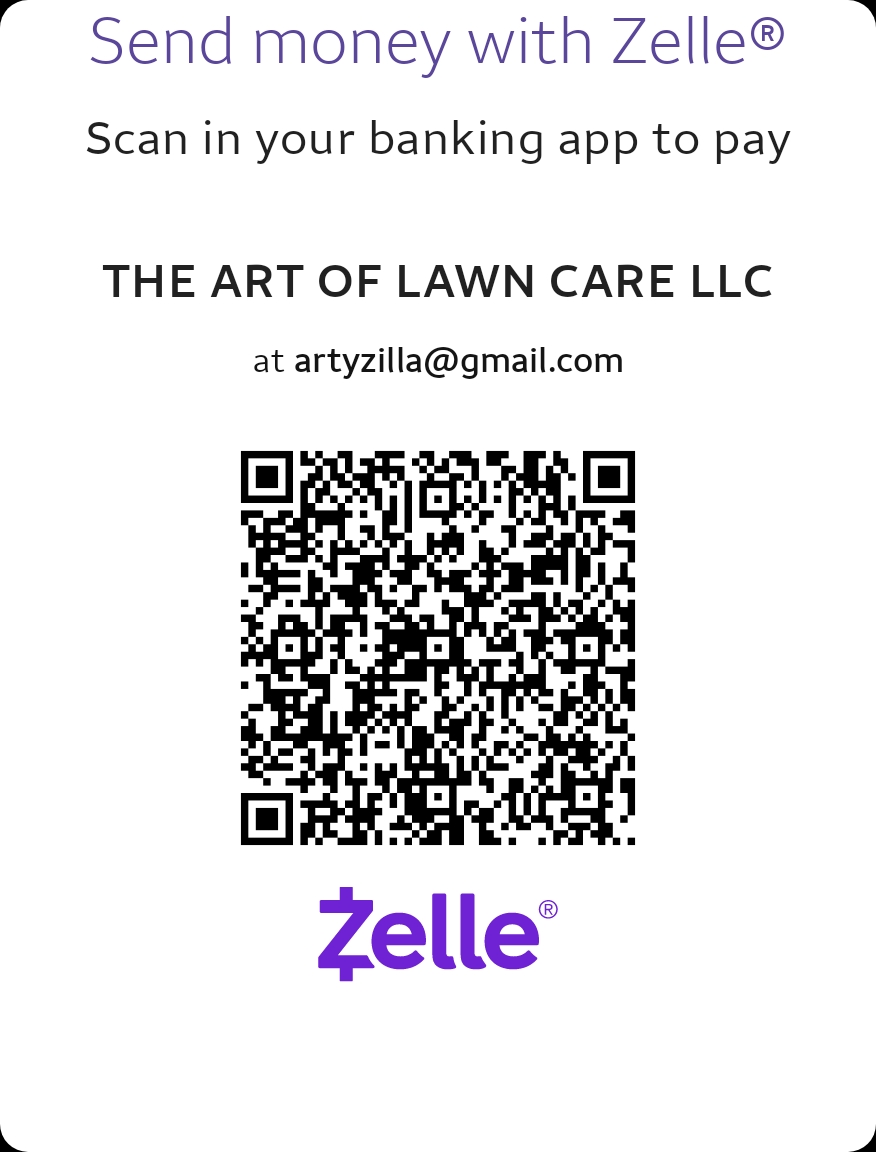 Send money with Zelle®
Scan in your banking app to pay
THE ART OF LAWN CARE LLC
at artyzilla@gmail.com
Zelle®